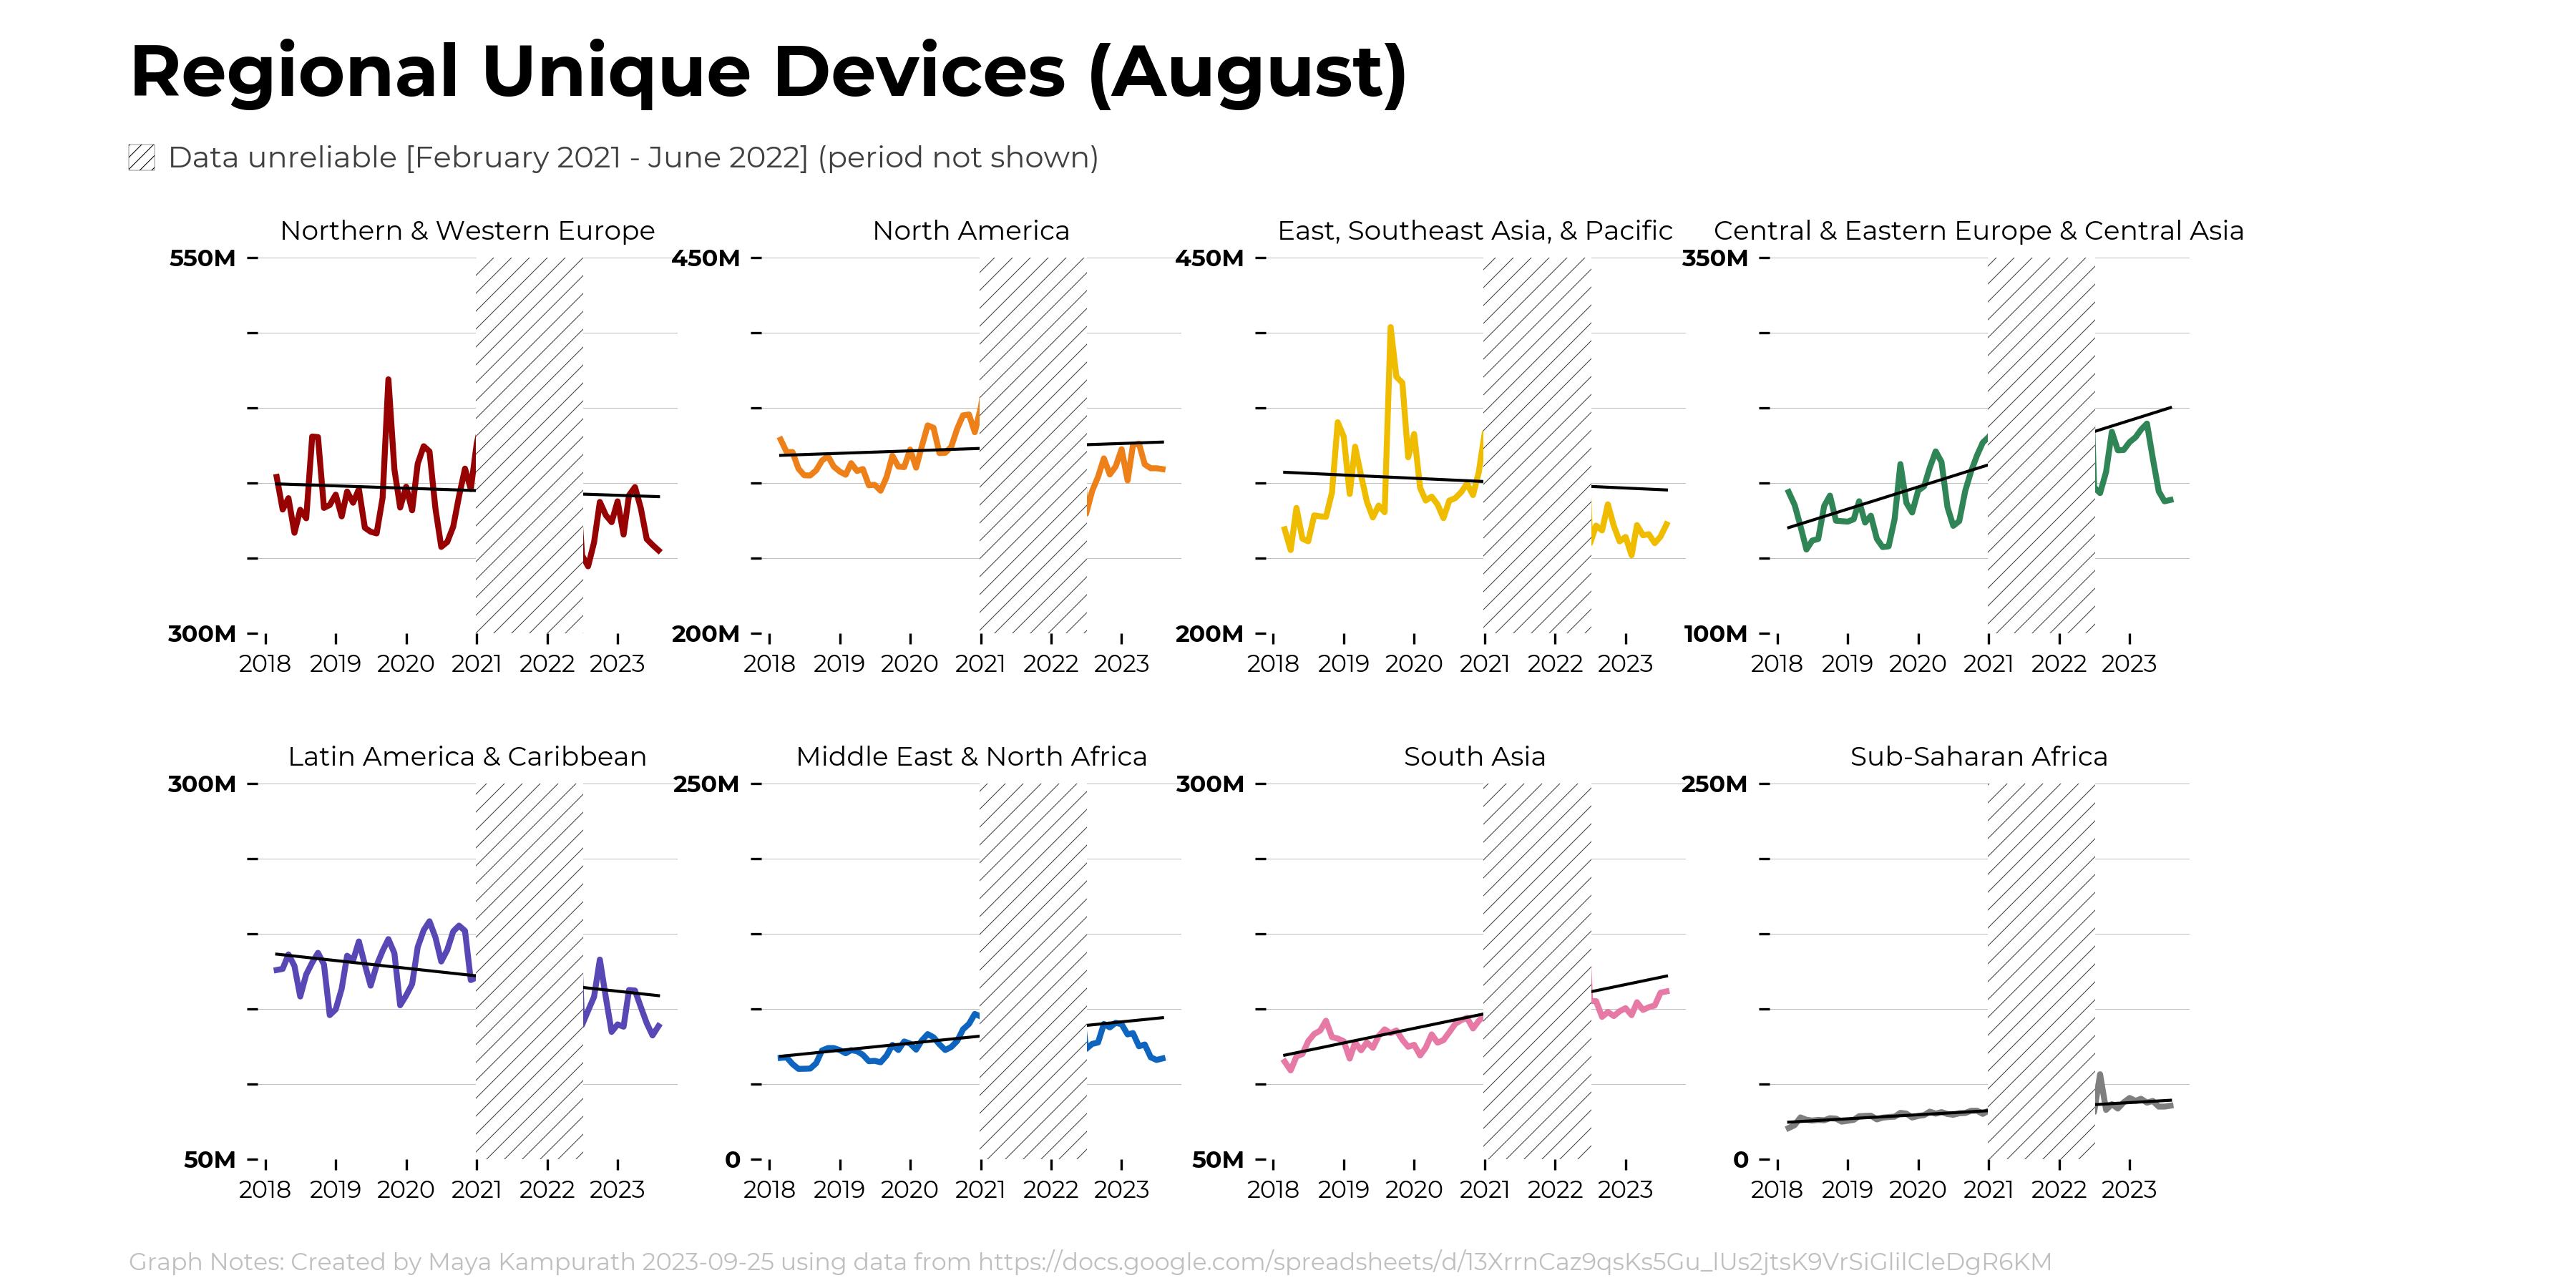 Regional Unique Devices (August)
Data unreliable [February 2021 - June 2022] (period not shown)
Northern & Western Europe
550M
300M
2018 2019 2020 2021 2022 2023
North America
450M
200M
2018 2019 2020 2021 2022 2023
East, Southeast Asia, & Pacific
450M
200M
2018 2019 2020 2021 2022 2023
Central & Eastern Europe & Central Asia
350M
100M
2018 2019 2020 2021 2022 2023
Latin America & Caribbean
300M
50M
2018 2019 2020 2021 2022 2023
Middle East & North Africa
250M
0
2018 2019 2020 2021 2022 2023
South Asia
300M
50M
2018 2019 2020 2021 2022 2023
Sub-Saharan Africa
250M
0
2018 2019 2020 2021 2022 2023
Graph Notes: Created by Maya Kampurath 2023-09-25 using data from https://docs.google.com/spreadsheets/d/13XrrnCaz9qsKs5Gu_lUs2jtsK9VrSiGlilCleDgR6KM